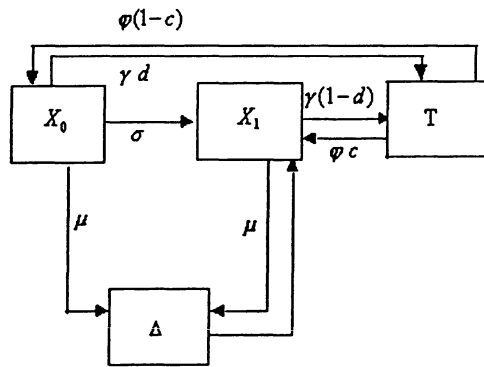 φ(1-c)
γ d
X₀
σ
X₁
γ(1-d)
φ c
T
μ
μ
Δ